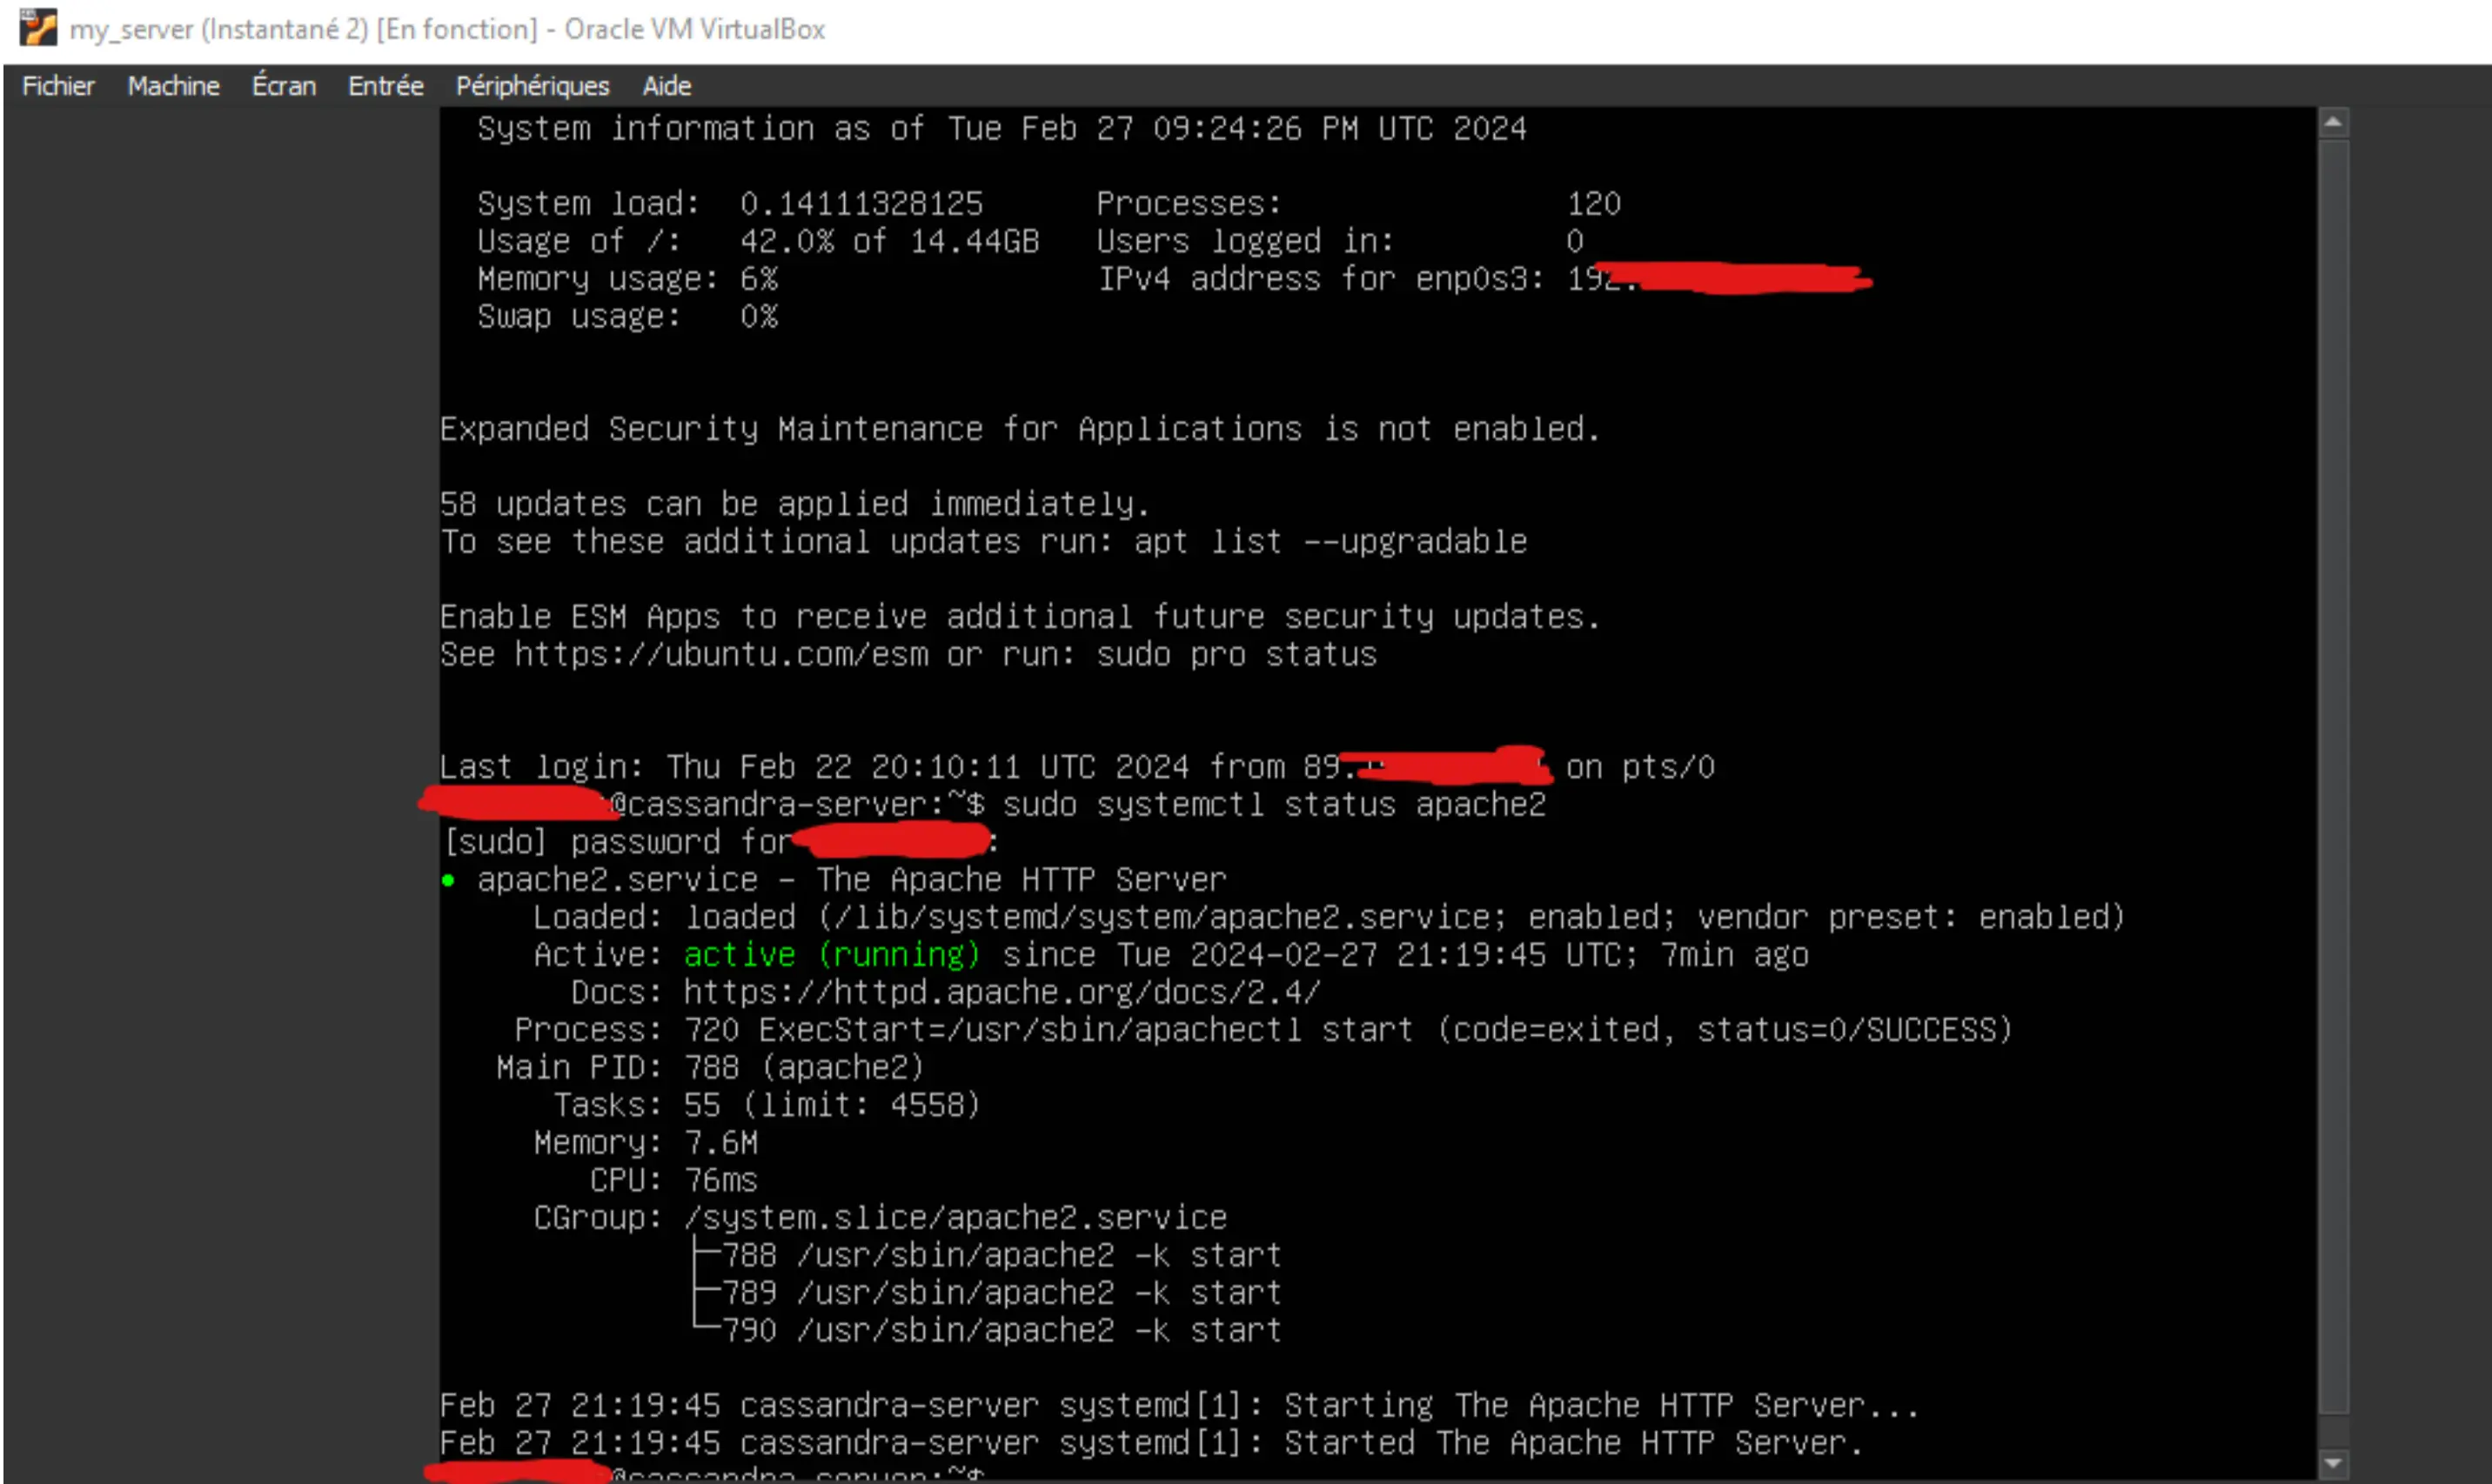 my_server (Instantané 2) [En fonction] - Oracle VM VirtualBox
Fichier Machine Écran Entrée Périphériques Aide
System information as of Tue Feb 27 09:24:26 PM UTC 2024
System load: 0.14111328125 Processes: 120
Usage of /: 42.0% of 14.44GB Users logged in: 0
Memory usage: 6% IPv4 address for enp0s3: 192.
Swap usage: 0%
Expanded Security Maintenance for Applications is not enabled.
58 updates can be applied immediately.
To see these additional updates run: apt list --upgradable
Enable ESM Apps to receive additional future security updates.
See https://ubuntu.com/esm or run: sudo pro status
Last login: Thu Feb 22 20:10:11 UTC 2024 from 89. on pts/0
@cassandra-server:~$ sudo systemctl status apache2
[sudo] password for :
● apache2.service - The Apache HTTP Server
Loaded: loaded (/lib/systemd/system/apache2.service; enabled; vendor preset: enabled)
Active: active (running) since Tue 2024-02-27 21:19:45 UTC; 7min ago
Docs: https://httpd.apache.org/docs/2.4/
Process: 720 ExecStart=/usr/sbin/apachectl start (code=exited, status=0/SUCCESS)
Main PID: 788 (apache2)
Tasks: 55 (limit: 4558)
Memory: 7.6M
CPU: 76ms
CGroup: /system.slice/apache2.service
├─788 /usr/sbin/apache2 -k start
├─789 /usr/sbin/apache2 -k start
└─790 /usr/sbin/apache2 -k start
Feb 27 21:19:45 cassandra-server systemd[1]: Starting The Apache HTTP Server...
Feb 27 21:19:45 cassandra-server systemd[1]: Started The Apache HTTP Server.
@cassandra-server:~$